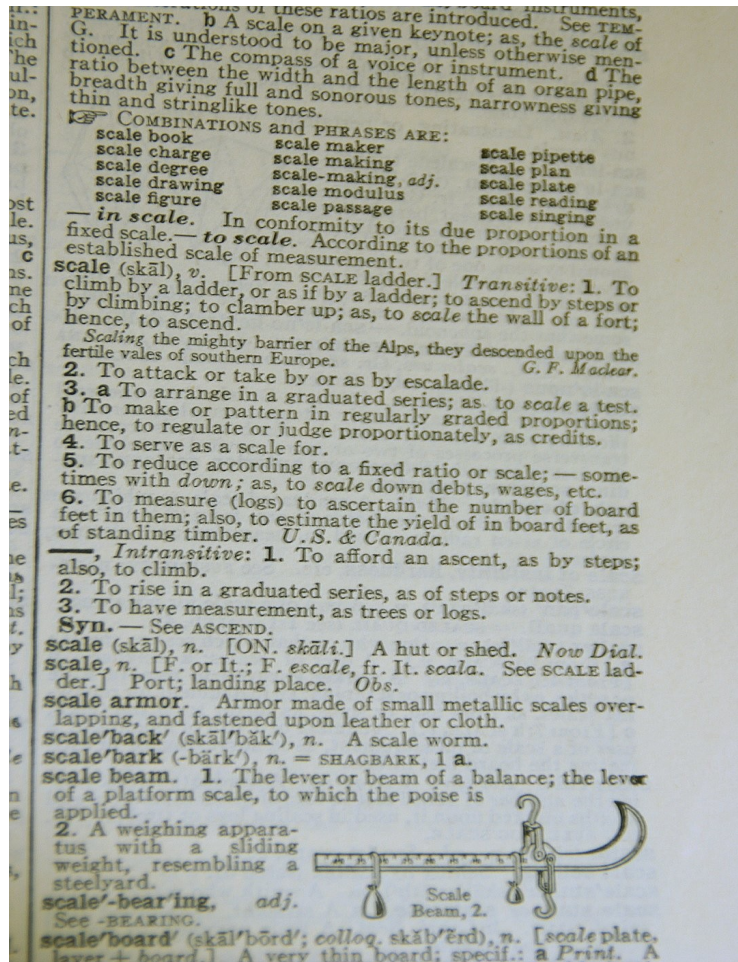 of these ratios are introduced. See TEM-
PERAMENT. b A scale on a given keynote; as, the scale of
G. It is understood to be major, unless otherwise men-
tioned. c The compass of a voice or instrument. d The
ratio between the width and the length of an organ pipe,
breadth giving full and sonorous tones, narrowness giving
thin and stringlike tones.
☞ COMBINATIONS and PHRASES ARE:
scale book scale maker scale pipette
scale charge scale making scale plan
scale degree scale-making, adj. scale plate
scale drawing scale modulus scale reading
scale figure scale passage scale singing
— in scale. In conformity to its due proportion in a
fixed scale. — to scale. According to the proportions of an
established scale of measurement.
scale (skāl), v. [From SCALE ladder.] Transitive: 1. To
climb by a ladder, or as if by a ladder; to ascend by steps or
by climbing; to clamber up; as, to scale the wall of a fort;
hence, to ascend.
Scaling the mighty barrier of the Alps, they descended upon the
fertile vales of southern Europe. G. F. Maclear.
2. To attack or take by or as by escalade.
3. a To arrange in a graduated series; as to scale a test.
b To make or pattern in regularly graded proportions;
hence, to regulate or judge proportionately, as credits.
4. To serve as a scale for.
5. To reduce according to a fixed ratio or scale; — some-
times with down; as, to scale down debts, wages, etc.
6. To measure (logs) to ascertain the number of board
feet in them; also, to estimate the yield of in board feet, as
of standing timber. U. S. & Canada.
——, Intransitive: 1. To afford an ascent, as by steps;
also, to climb.
2. To rise in a graduated series, as of steps or notes.
3. To have measurement, as trees or logs.
Syn. — See ASCEND.
scale (skāl), n. [ON. skāli.] A hut or shed. Now Dial.
scale, n. [F. or It.; F. escale, fr. It. scala. See SCALE lad-
der.] Port; landing place. Obs.
scale armor. Armor made of small metallic scales over-
lapping, and fastened upon leather or cloth.
scale′back′ (skāl′băk′), n. A scale worm.
scale′bark (-bärk′), n. = SHAGBARK, 1 a.
scale beam. 1. The lever or beam of a balance; the lever
of a platform scale, to which the poise is
applied.
2. A weighing appara-
tus with a sliding
weight, resembling a
steelyard.
Scale
Beam, 2.
scale′-bear′ing, adj.
See -BEARING.
scale′board′ (skāl′bōrd′; colloq. skăb′ẽrd), n. [scale plate,
layer + board.] A very thin board; specif.: a Print. A